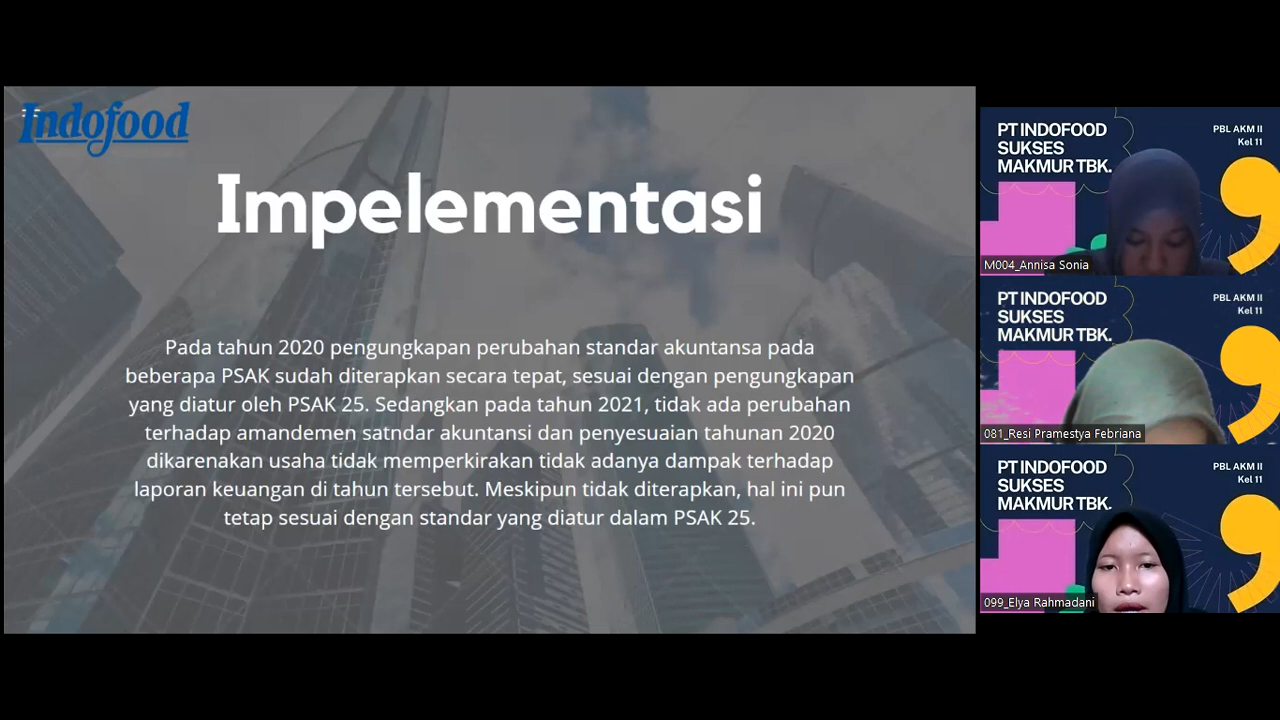 Indofood
Impelementasi
Pada tahun 2020 pengungkapan perubahan standar akuntansa pada
beberapa PSAK sudah diterapkan secara tepat, sesuai dengan pengungkapan
yang diatur oleh PSAK 25. Sedangkan pada tahun 2021, tidak ada perubahan
terhadap amandemen satndar akuntansi dan penyesuaian tahunan 2020
dikarenakan usaha tidak memperkirakan tidak adanya dampak terhadap
laporan keuangan di tahun tersebut. Meskipun tidak diterapkan, hal ini pun
tetap sesuai dengan standar yang diatur dalam PSAK 25.
PT INDOFOOD
SUKSES
MAKMUR TBK.
PBL AKM II
Kel 11
M004_Annisa Sonia
PT INDOFOOD
SUKSES
MAKMUR TBK.
PBL AKM II
Kel 11
081_Resi Pramestya Febriana
PT INDOFOOD
SUKSES
MAKMUR TBK.
PBL AKM II
Kel 11
099_Elya Rahmadani